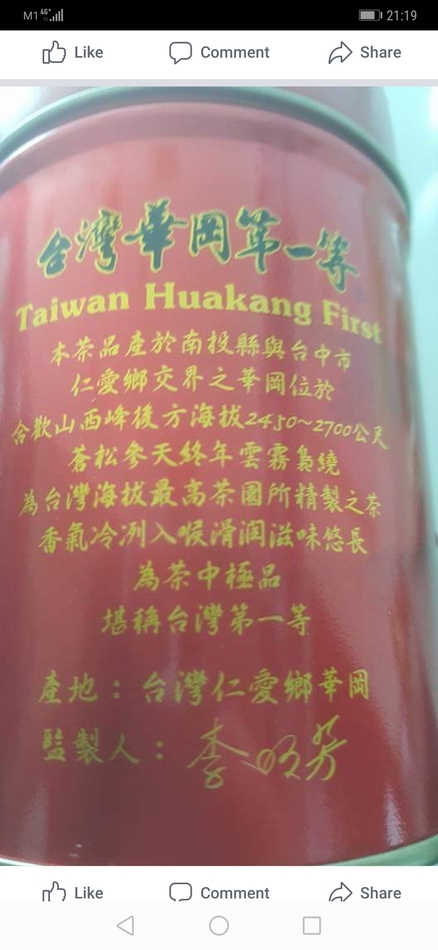 M1 4G+ 21:19
Like Comment Share
台灣華岡第一等
Taiwan Huakang First
本茶品產於南投縣與台中市
仁愛鄉交界之華岡位於
合歡山西峰後方海拔2450~2700公尺
蒼松參天終年雲霧裊繞
為台灣海拔最高茶園所精製之茶
香氣冷冽入喉滑潤滋味悠長
為茶中極品
堪稱台灣第一等
產地：台灣仁愛鄉華岡
監製人：李
Like Comment Share